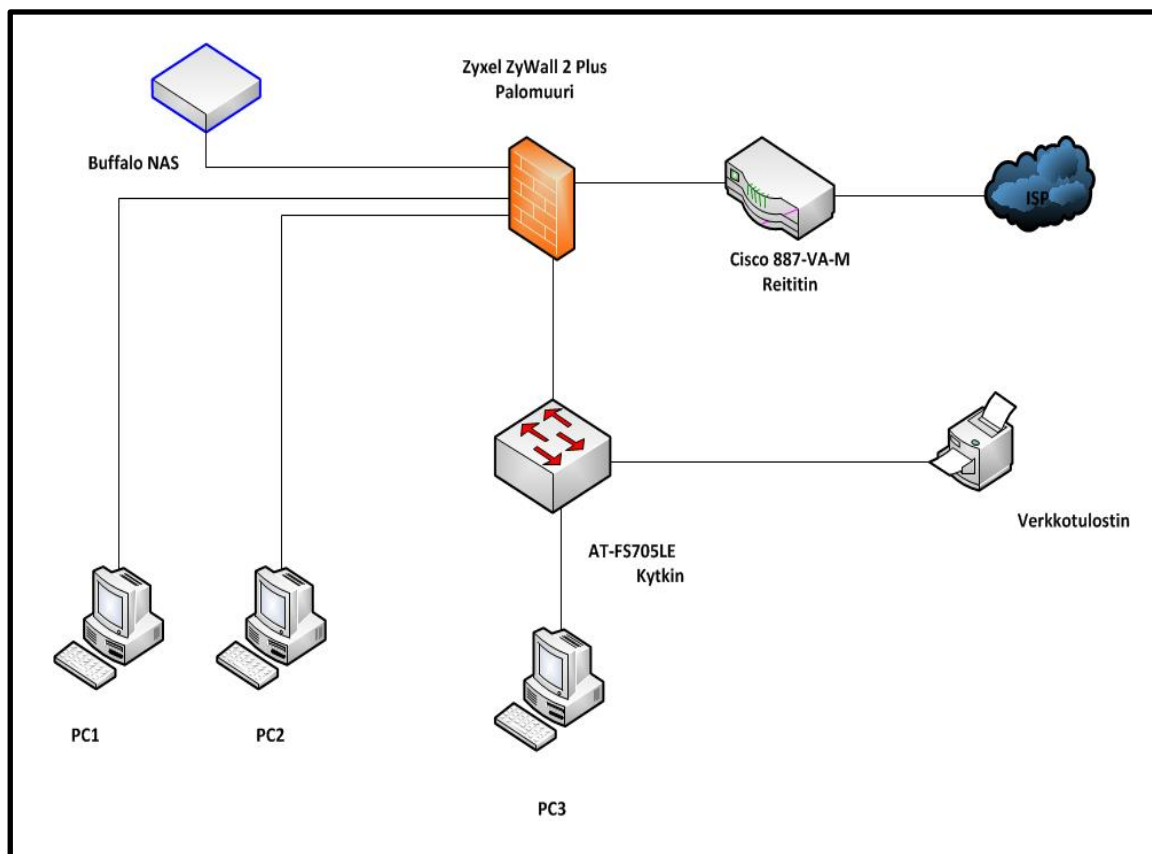 Zyxel ZyWall 2 Plus
Palomuuri
Buffalo NAS
ISP
Cisco 887-VA-M
Reititin
Verkkotulostin
AT-FS705LE
Kytkin
PC1
PC2
PC3